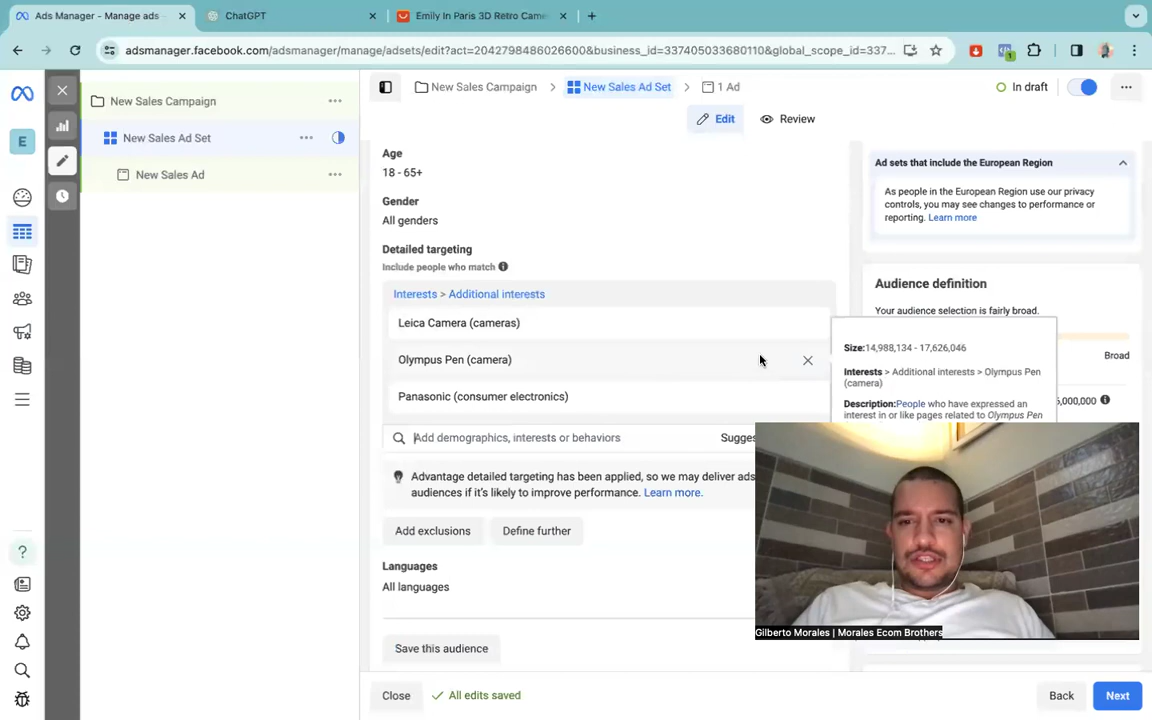 Ads Manager - Manage ads
ChatGPT
Emily In Paris 3D Retro Came
adsmanager.facebook.com/adsmanager/manage/adsets/edit?act=2042798486026600&business_id=337405033680110&global_scope_id=337...
1
New Sales Campaign
New Sales Ad Set
1 Ad
In draft
Edit
Review
New Sales Campaign
New Sales Ad Set
New Sales Ad
E
Age
18 - 65+
Gender
All genders
Detailed targeting
Include people who match
Interests > Additional interests
Leica Camera (cameras)
Olympus Pen (camera)
Panasonic (consumer electronics)
Add demographics, interests or behaviors
Sugges
Advantage detailed targeting has been applied, so we may deliver ads
audiences if it's likely to improve performance. Learn more.
Add exclusions
Define further
Languages
All languages
Save this audience
Close
All edits saved
Back
Next
Ad sets that include the European Region
As people in the European Region use our privacy
controls, you may see changes to performance or
reporting. Learn more
Audience definition
Your audience selection is fairly broad.
Broad
6,000,000
Size:14,988,134 - 17,626,046
Interests > Additional interests > Olympus Pen
(camera)
Description:People who have expressed an
interest in or like pages related to Olympus Pen
Gilberto Morales | Morales Ecom Brothers